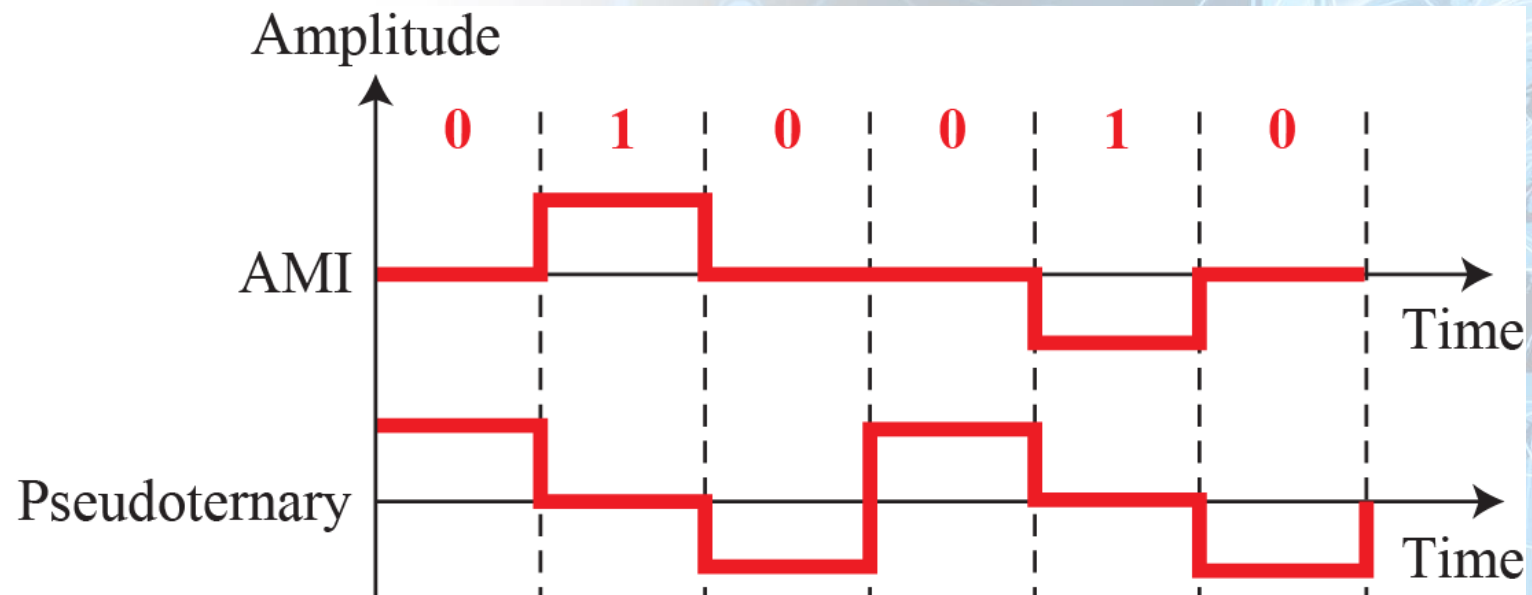 Amplitude
0 1 0 0 1 0
AMI
Time
Pseudoternary
Time